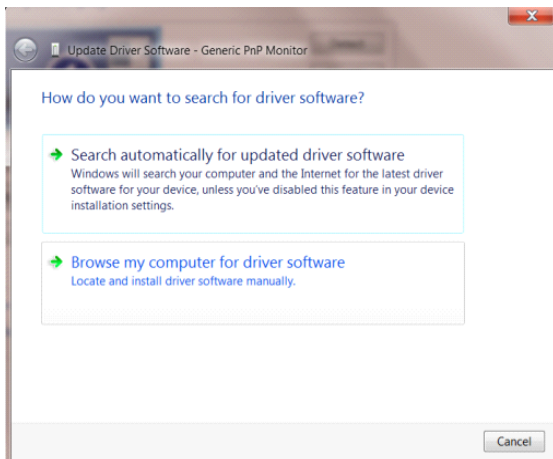 Update Driver Software - Generic PnP Monitor
How do you want to search for driver software?
Search automatically for updated driver software
Windows will search your computer and the Internet for the latest driver
software for your device, unless you've disabled this feature in your device
installation settings.
Browse my computer for driver software
Locate and install driver software manually.
Cancel